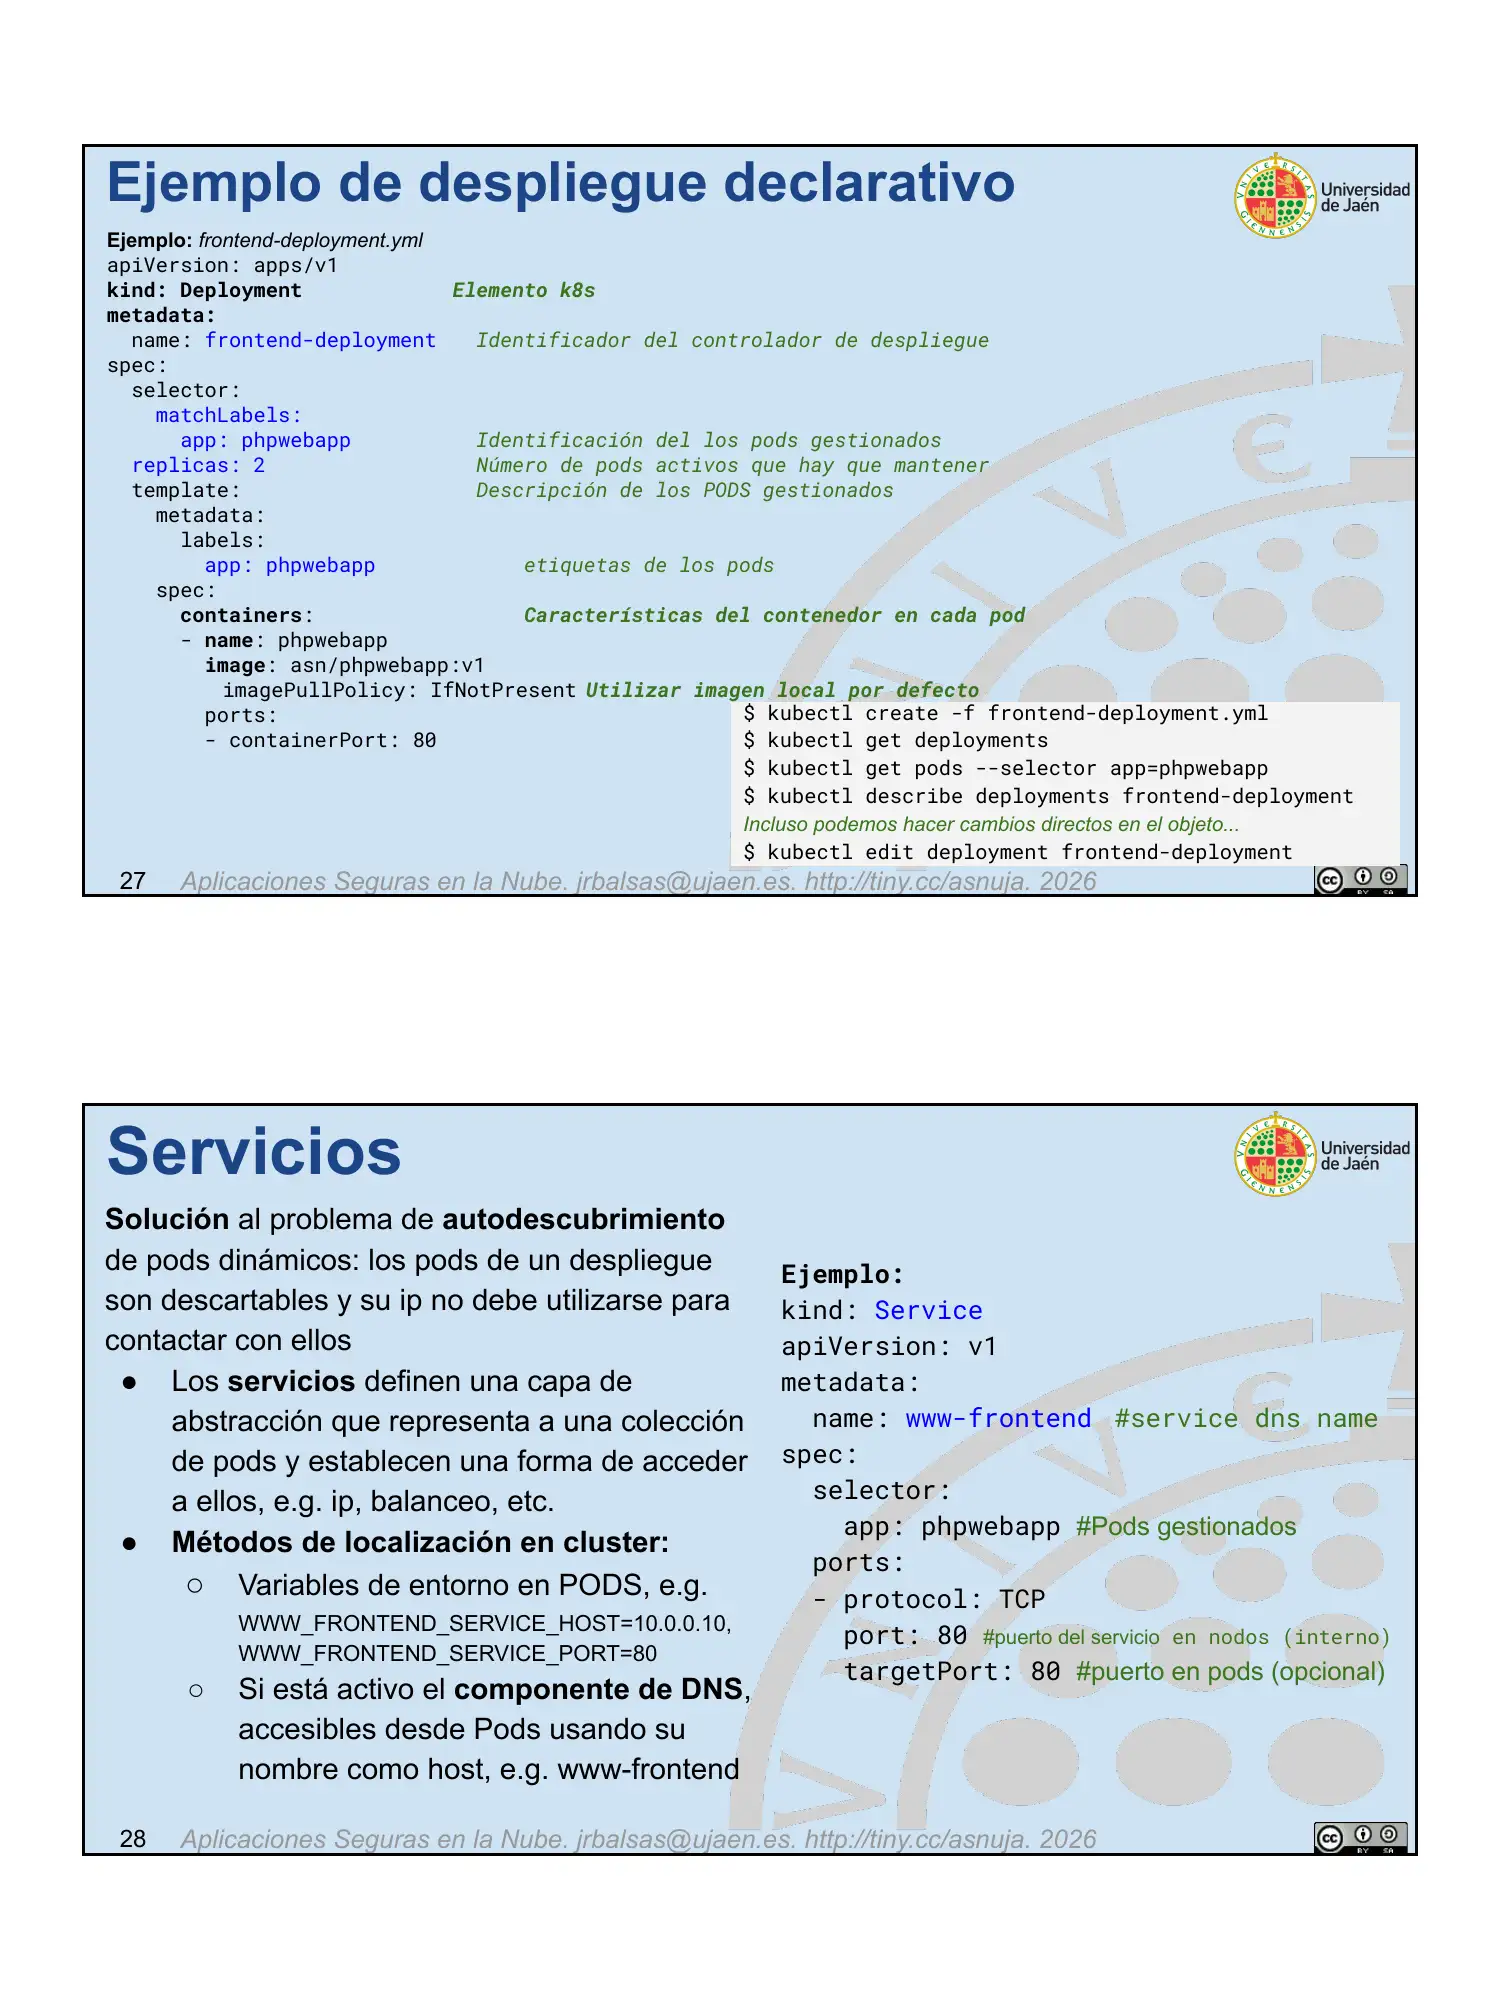 Ejemplo de despliegue declarativo
Universidad
de Jaén
Ejemplo: frontend-deployment.yml
apiVersion: apps/v1
kind: Deployment Elemento k8s
metadata:
  name: frontend-deployment Identificador del controlador de despliegue
spec:
  selector:
    matchLabels:
      app: phpwebapp Identificación del los pods gestionados
  replicas: 2 Número de pods activos que hay que mantener
  template: Descripción de los PODS gestionados
    metadata:
      labels:
        app: phpwebapp etiquetas de los pods
    spec:
      containers: Características del contenedor en cada pod
      - name: phpwebapp
        image: asn/phpwebapp:v1
        imagePullPolicy: IfNotPresent Utilizar imagen local por defecto
        ports:
        - containerPort: 80
$ kubectl create -f frontend-deployment.yml
$ kubectl get deployments
$ kubectl get pods --selector app=phpwebapp
$ kubectl describe deployments frontend-deployment
Incluso podemos hacer cambios directos en el objeto...
$ kubectl edit deployment frontend-deployment
27 Aplicaciones Seguras en la Nube. jrbalsas@ujaen.es. http://tiny.cc/asnuja. 2026
cc BY SA
Servicios
Universidad
de Jaén
Solución al problema de autodescubrimiento
de pods dinámicos: los pods de un despliegue
son descartables y su ip no debe utilizarse para
contactar con ellos
● Los servicios definen una capa de
abstracción que representa a una colección
de pods y establecen una forma de acceder
a ellos, e.g. ip, balanceo, etc.
● Métodos de localización en cluster:
○ Variables de entorno en PODS, e.g.
WWW_FRONTEND_SERVICE_HOST=10.0.0.10,
WWW_FRONTEND_SERVICE_PORT=80
○ Si está activo el componente de DNS,
accesibles desde Pods usando su
nombre como host, e.g. www-frontend
Ejemplo:
kind: Service
apiVersion: v1
metadata:
  name: www-frontend #service dns name
spec:
  selector:
    app: phpwebapp #Pods gestionados
  ports:
  - protocol: TCP
    port: 80 #puerto del servicio en nodos (interno)
    targetPort: 80 #puerto en pods (opcional)
28 Aplicaciones Seguras en la Nube. jrbalsas@ujaen.es. http://tiny.cc/asnuja. 2026
cc BY SA